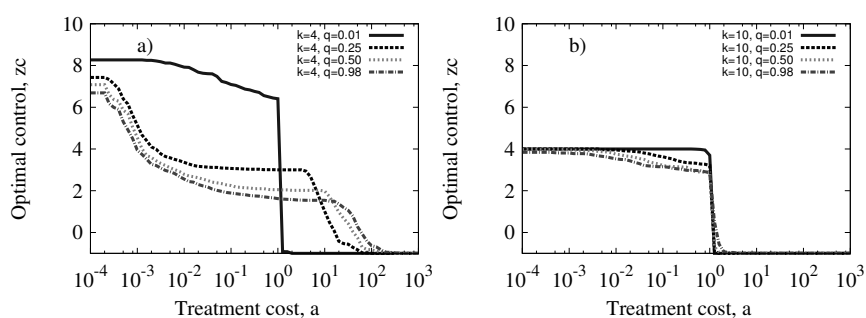 a)
k=4, q=0.01
k=4, q=0.25
k=4, q=0.50
k=4, q=0.98
10
8
6
4
2
0
Optimal control, zc
10^-4 10^-3 10^-2 10^-1 10^0 10^1 10^2 10^3
Treatment cost, a
b)
k=10, q=0.01
k=10, q=0.25
k=10, q=0.50
k=10, q=0.98
10
8
6
4
2
0
Optimal control, zc
10^-4 10^-3 10^-2 10^-1 10^0 10^1 10^2 10^3
Treatment cost, a